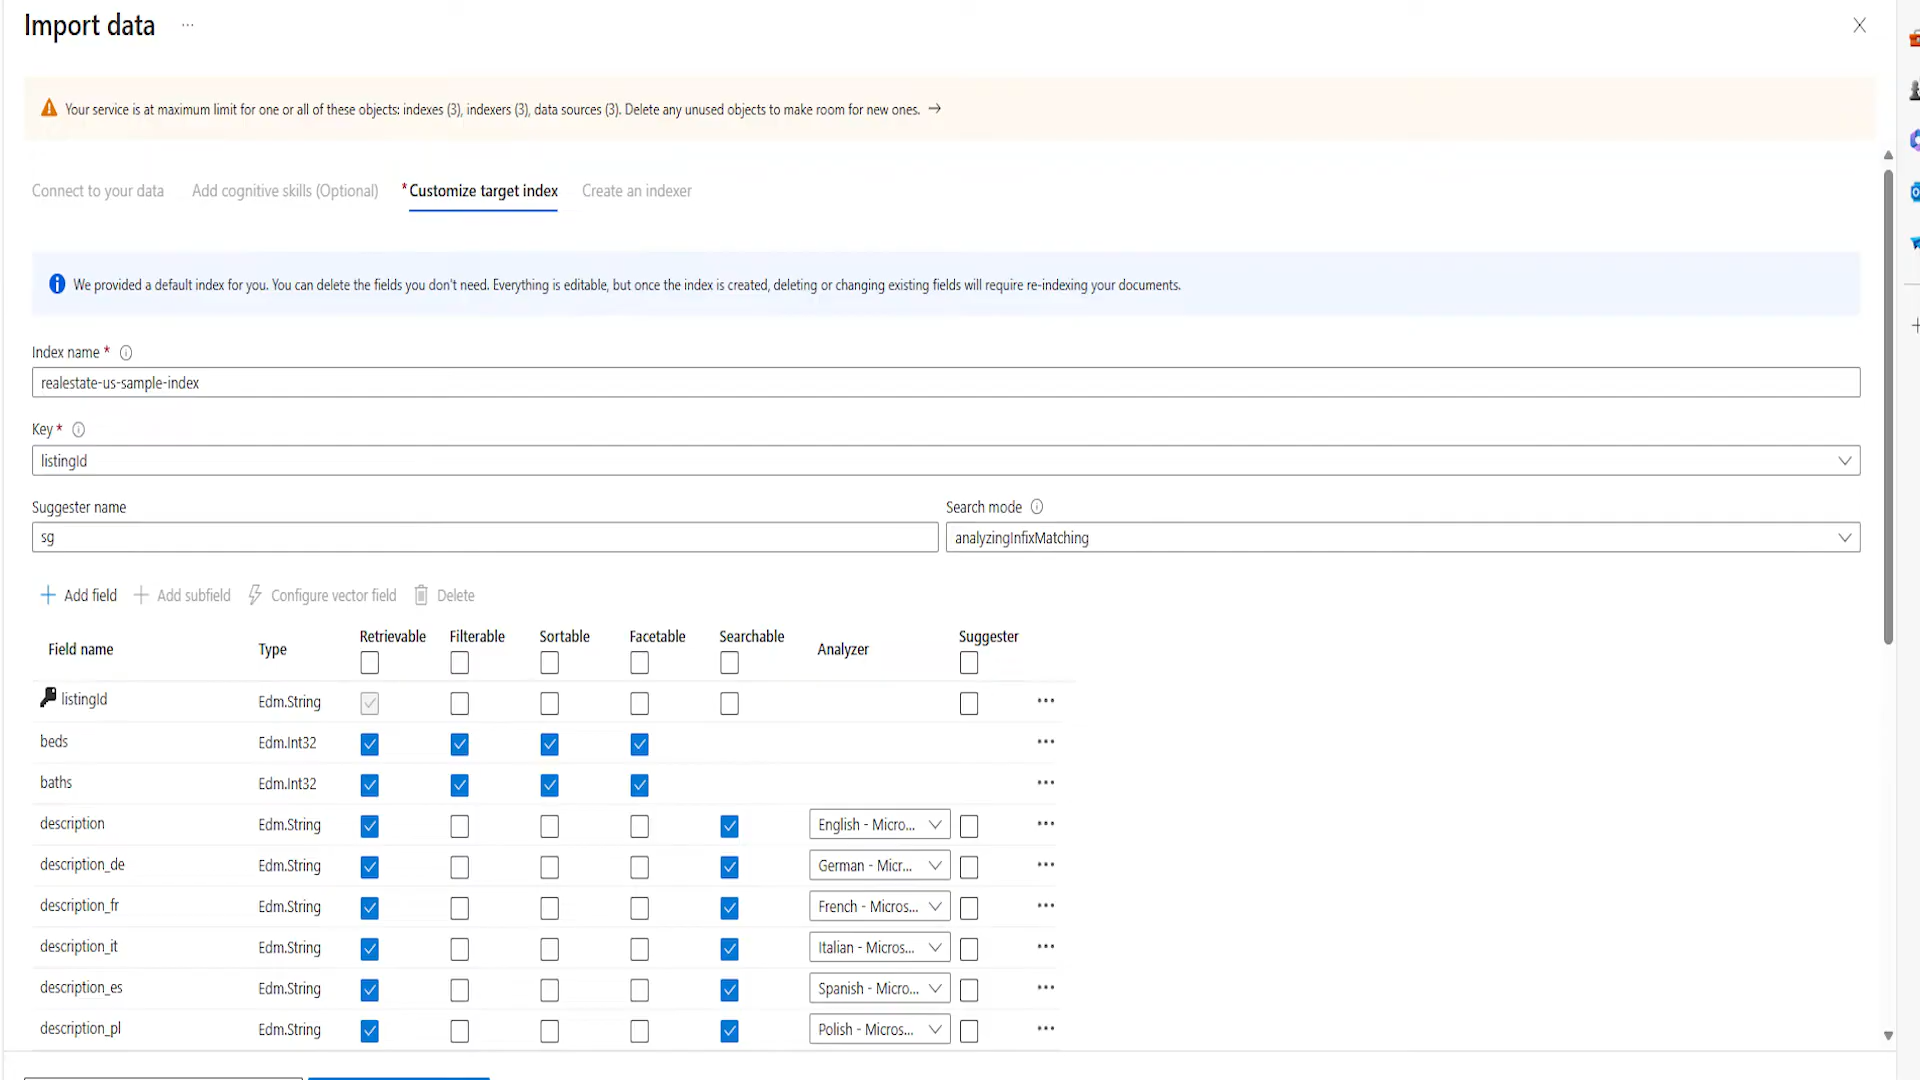 Import data ...
Your service is at maximum limit for one or all of these objects: indexes (3), indexers (3), data sources (3). Delete any unused objects to make room for new ones. →
Connect to your data Add cognitive skills (Optional) * Customize target index Create an indexer
We provided a default index for you. You can delete the fields you don't need. Everything is editable, but once the index is created, deleting or changing existing fields will require re-indexing your documents.
Index name *
realestate-us-sample-index
Key *
listingId
Suggester name Search mode
sg analyzingInfixMatching
+ Add field + Add subfield Configure vector field Delete
Field name Type Retrievable Filterable Sortable Facetable Searchable Analyzer Suggester
listingId Edm.String ...
beds Edm.Int32 ...
baths Edm.Int32 ...
description Edm.String English - Micro... ...
description_de Edm.String German - Micr... ...
description_fr Edm.String French - Micros... ...
description_it Edm.String Italian - Micros... ...
description_es Edm.String Spanish - Micro... ...
description_pl Edm.String Polish - Micros... ...